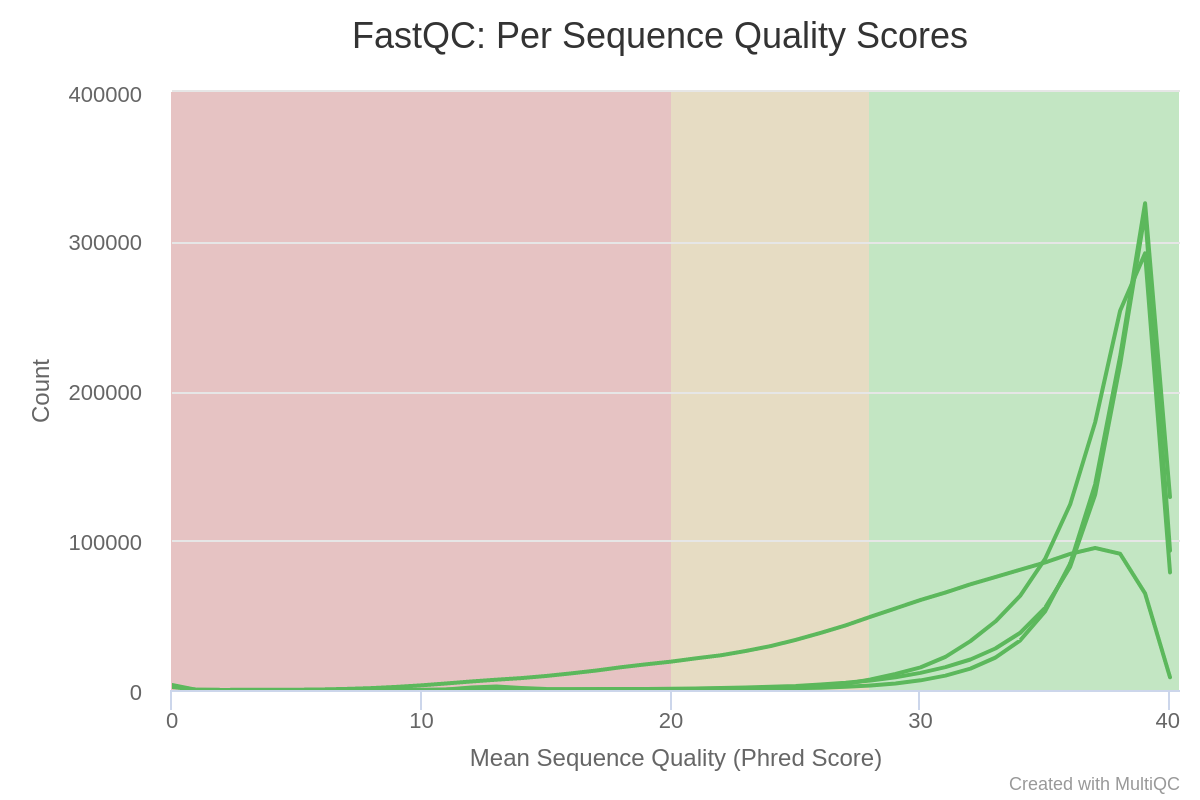 FastQC: Per Sequence Quality Scores
400000
300000
200000
100000
0
Count
0 10 20 30 40
Mean Sequence Quality (Phred Score)
Created with MultiQC